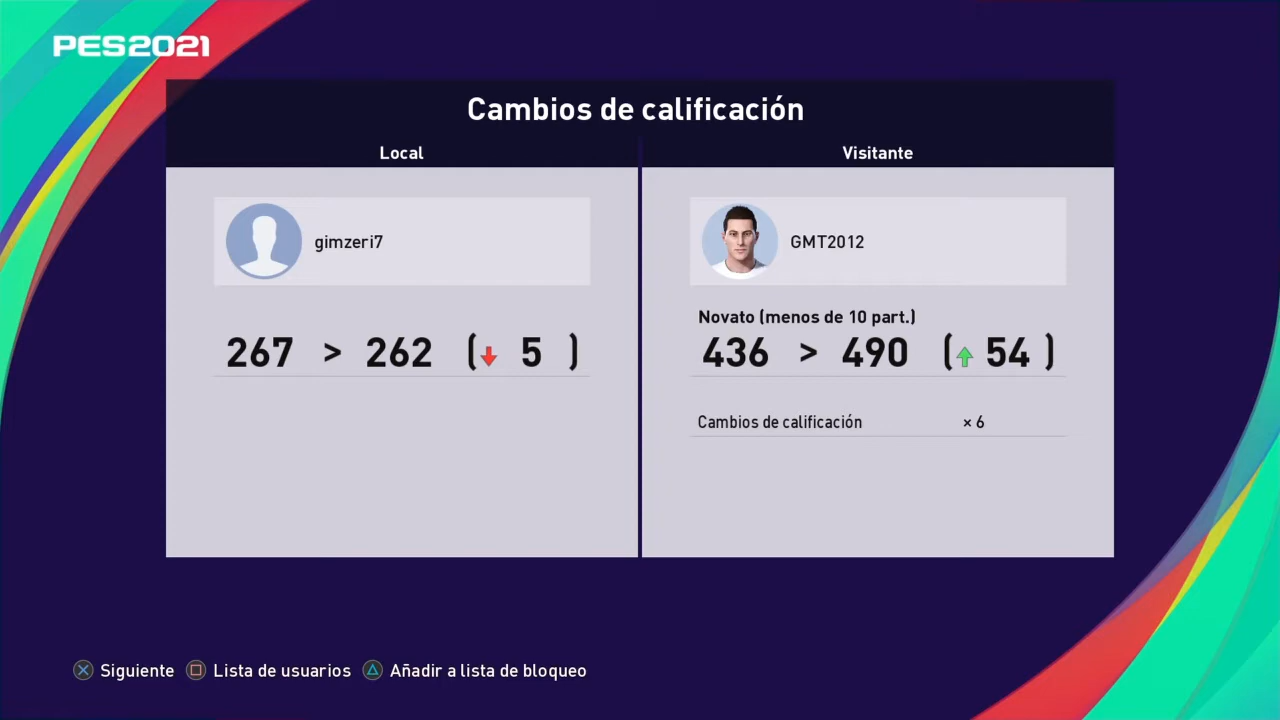 PES2021
Cambios de calificación
Local
Visitante
gimzeri7
GMT2012
Novato (menos de 10 part.)
267 > 262 ( 5 )
436 > 490 ( 54 )
Cambios de calificación × 6
Siguiente Lista de usuarios Añadir a lista de bloqueo